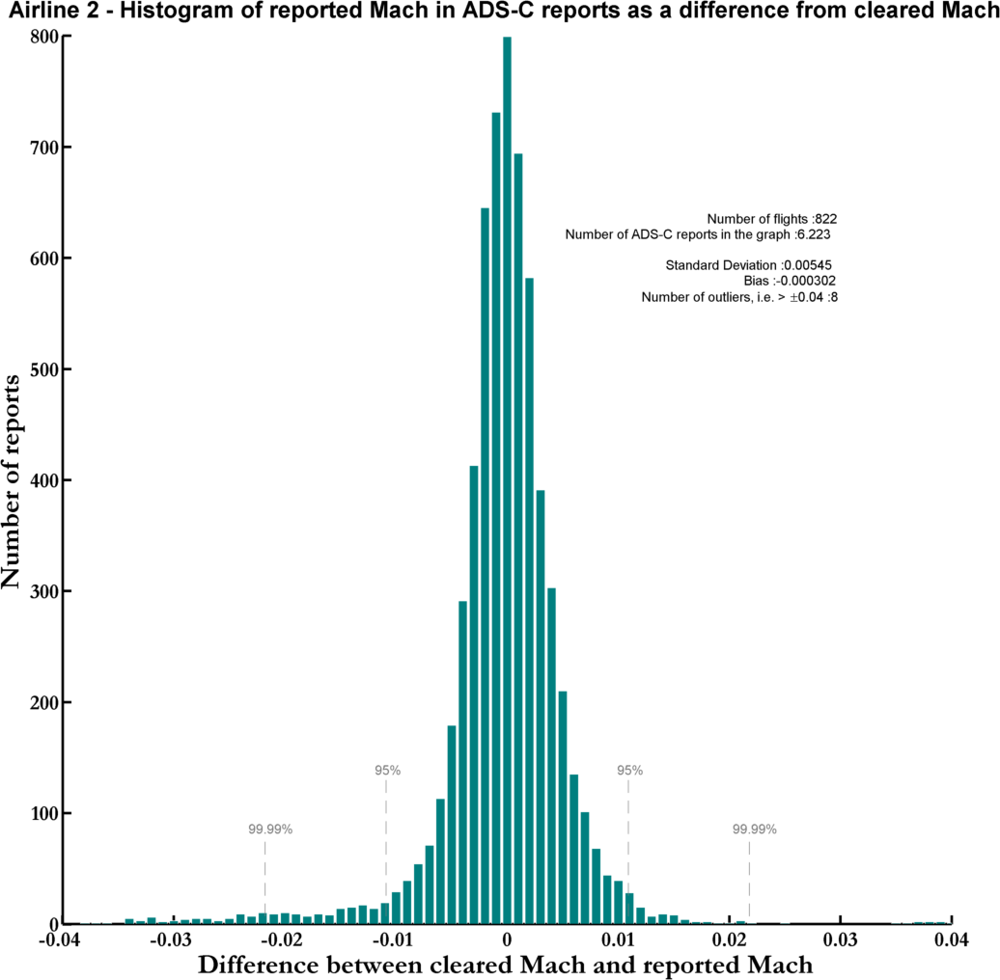 Airline 2 - Histogram of reported Mach in ADS-C reports as a difference from cleared Mach
800
700
600
500
400
300
200
100
0
Number of reports
Number of flights :822
Number of ADS-C reports in the graph :6.223
Standard Deviation :0.00545
Bias :-0.000302
Number of outliers, i.e. > ±0.04 :8
95%
95%
99.99%
99.99%
-0.04
-0.03
-0.02
-0.01
0
0.01
0.02
0.03
0.04
Difference between cleared Mach and reported Mach